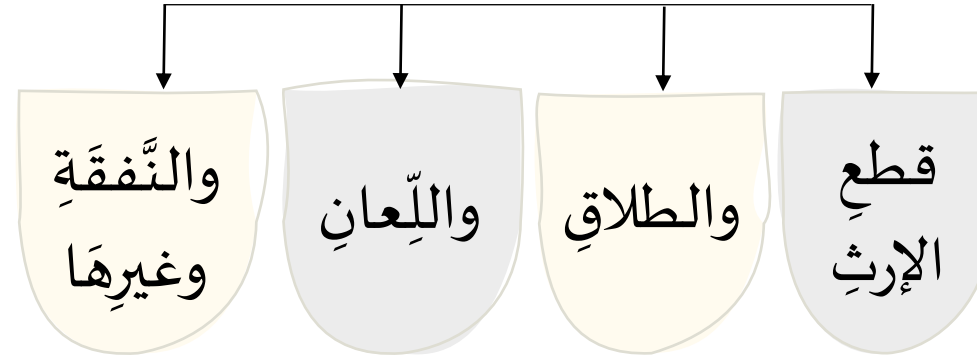 قطعِ
الإرثِ
والطلاقِ
واللِّعانِ
والنَّفقَةِ
وغيرِهَا